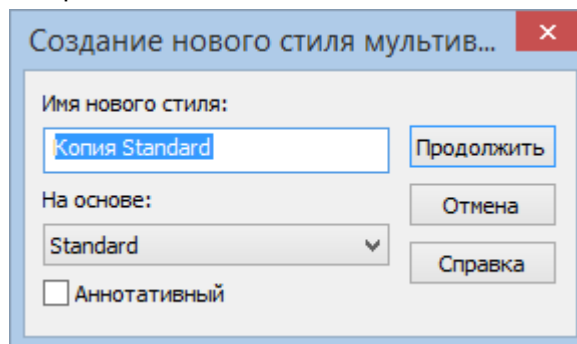 Создание нового стиля мультив...
Имя нового стиля:
Копия Standard
Продолжить
На основе:
Отмена
Standard
Справка
Аннотативный